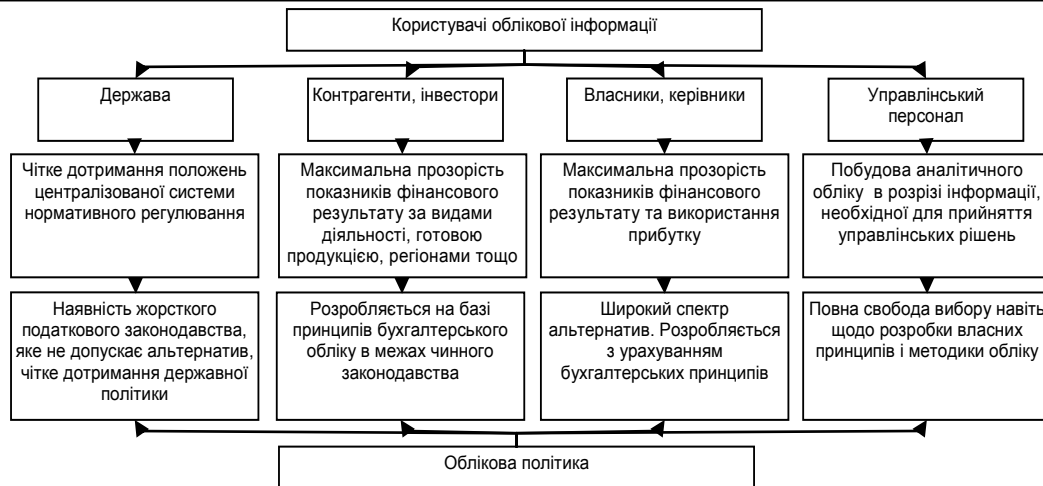 Користувачі облікової інформації
Держава
Контрагенти, інвестори
Власники, керівники
Управлінський
персонал
Чітке дотримання положень
централізованої системи
нормативного регулювання
Максимальна прозорість
показників фінансового
результату за видами
діяльності, готовою
продукцією, регіонами тощо
Максимальна прозорість
показників фінансового
результату та використання
прибутку
Побудова аналітичного
обліку в розрізі інформації,
необхідної для прийняття
управлінських рішень
Наявність жорсткого
податкового законодавства,
яке не допускає альтернатив,
чітке дотримання державної
політики
Розробляється на базі
принципів бухгалтерського
обліку в межах чинного
законодавства
Широкий спектр
альтернатив. Розробляється
з урахуванням
бухгалтерських принципів
Повна свобода вибору навіть
щодо розробки власних
принципів і методики обліку
Облікова політика